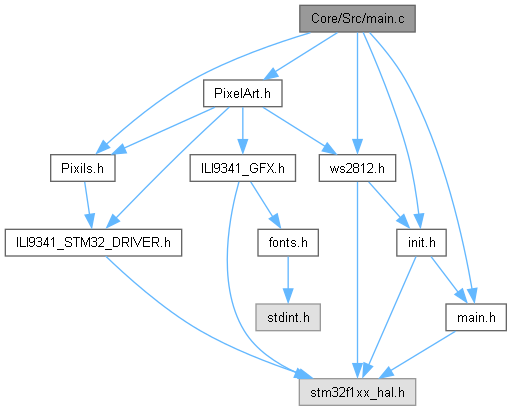 Core/Src/main.c
PixelArt.h
Pixils.h
ILI9341_GFX.h
ws2812.h
ILI9341_STM32_DRIVER.h
fonts.h
init.h
stdint.h
main.h
stm32f1xx_hal.h